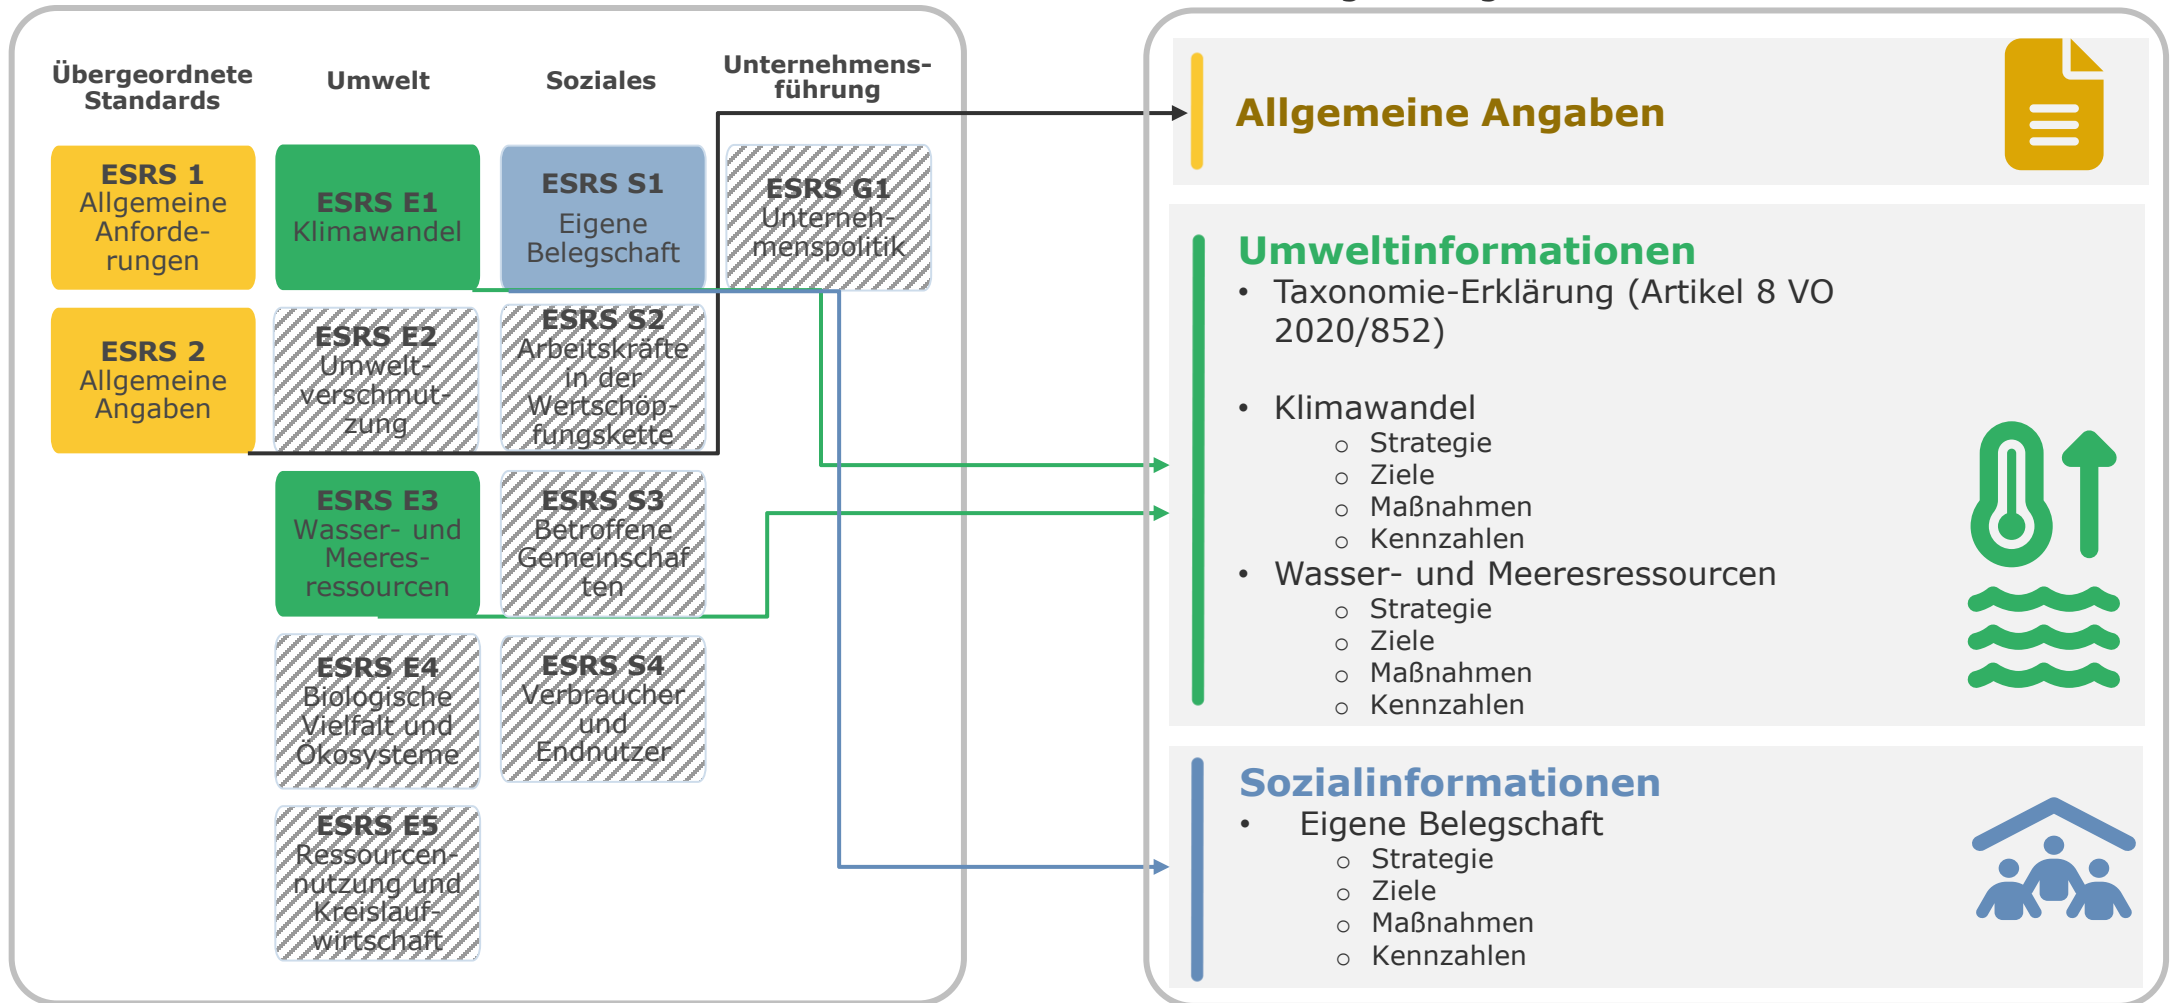 Übergeordnete
Standards
Umwelt
Soziales
Unternehmens-
führung
ESRS 1
Allgemeine
Anforde-
rungen
ESRS 2
Allgemeine
Angaben
ESRS E1
Klimawandel
ESRS E2
Umwelt-
verschmut-
zung
ESRS E3
Wasser- und
Meeres-
ressourcen
ESRS E4
Biologische
Vielfalt und
Ökosysteme
ESRS E5
Ressourcen-
nutzung und
Kreislauf-
wirtschaft
ESRS S1
Eigene
Belegschaft
ESRS S2
Arbeitskräfte
in der
Wertschöp-
fungskette
ESRS S3
Betroffene
Gemeinschaf
ten
ESRS S4
Verbraucher
und
Endnutzer
ESRS G1
Unterneh-
menspolitik
Allgemeine Angaben
Umweltinformationen
• Taxonomie-Erklärung (Artikel 8 VO
2020/852)
• Klimawandel
o Strategie
o Ziele
o Maßnahmen
o Kennzahlen
• Wasser- und Meeresressourcen
o Strategie
o Ziele
o Maßnahmen
o Kennzahlen
Sozialinformationen
• Eigene Belegschaft
o Strategie
o Ziele
o Maßnahmen
o Kennzahlen